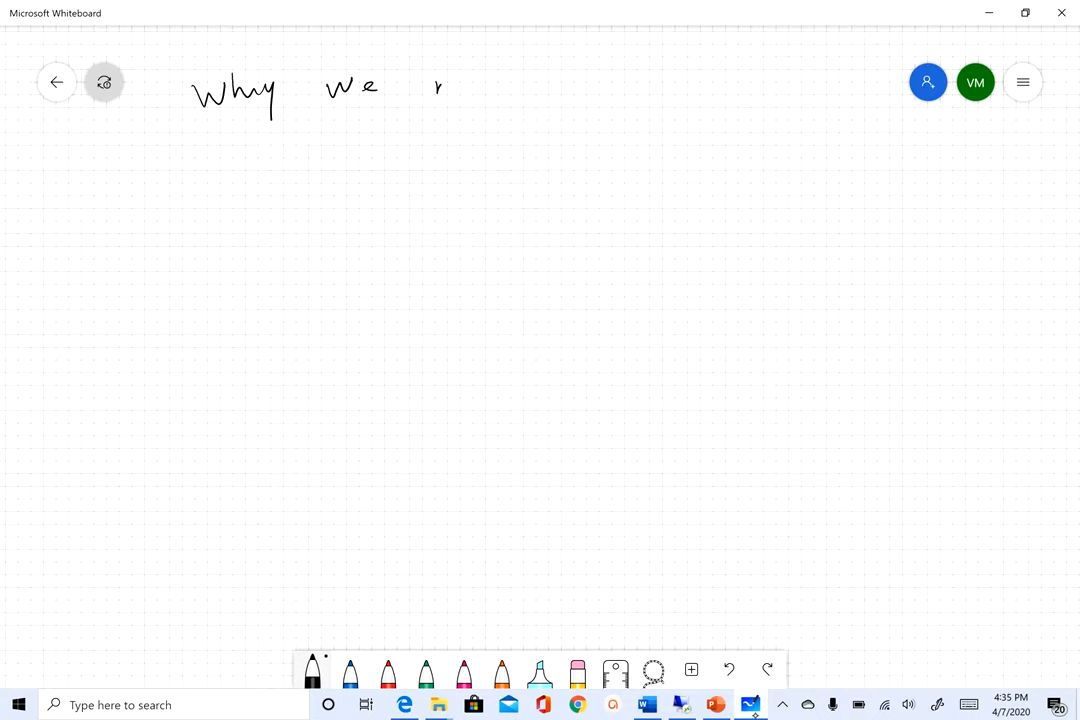 Microsoft Whiteboard
Why we
VM
Type here to search
4:35 PM
4/7/2020
20